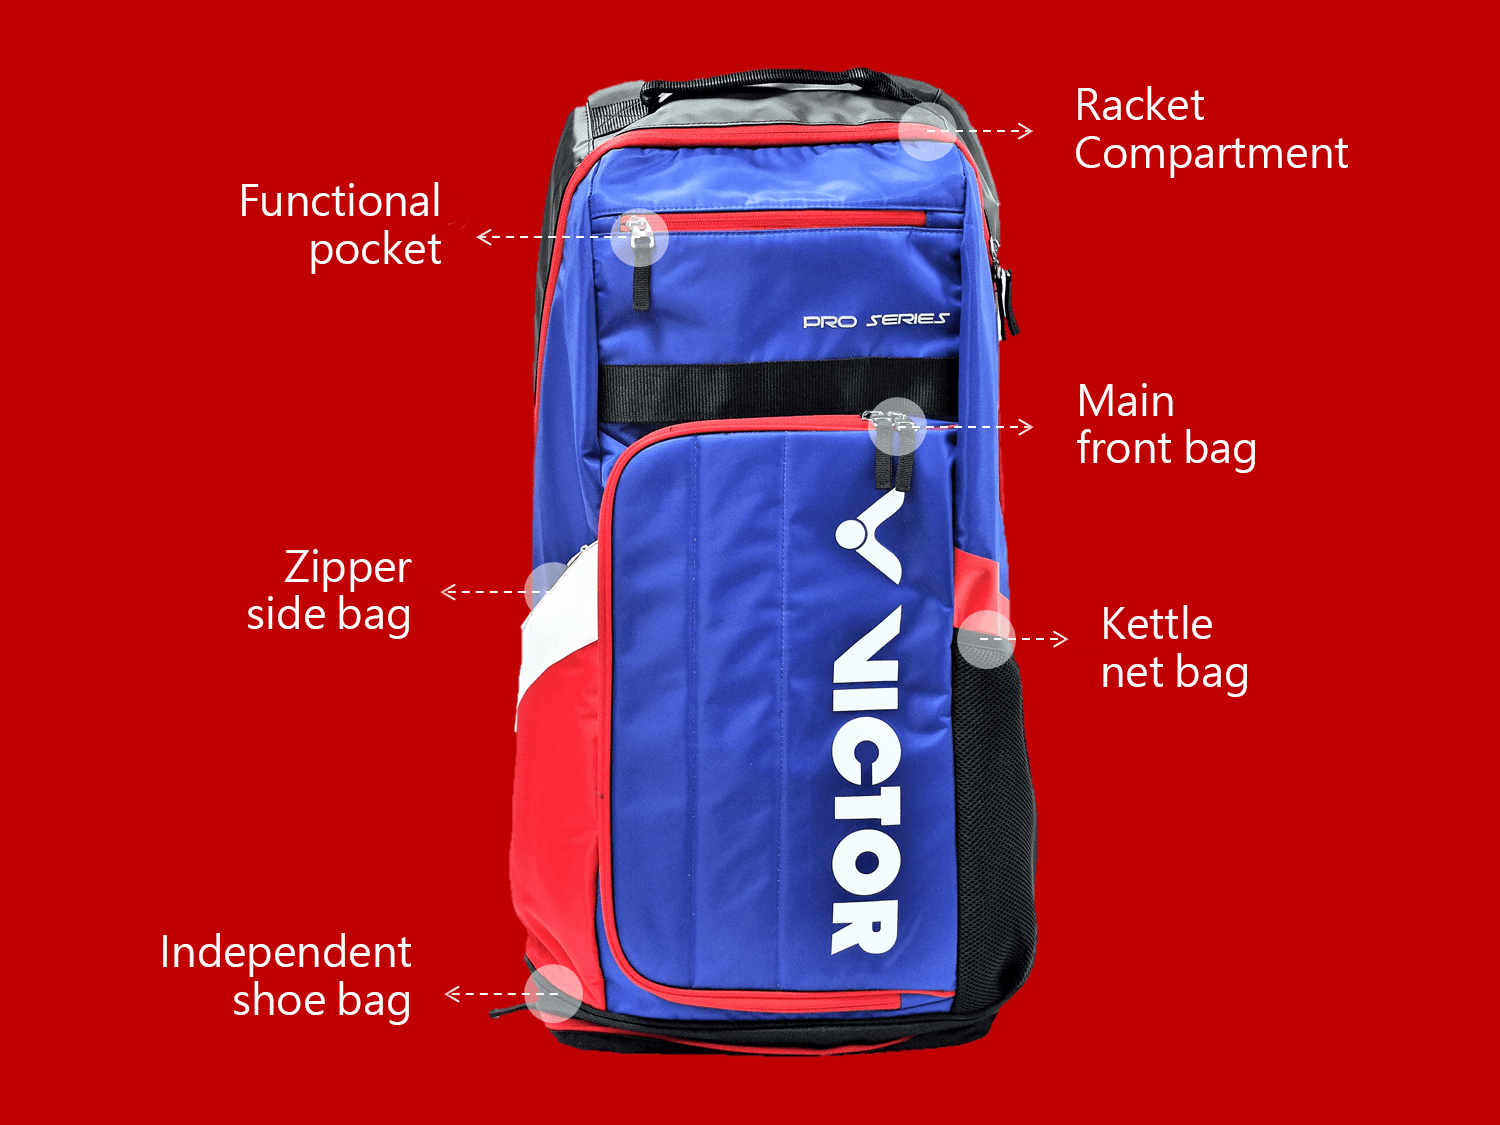 Racket
Compartment
Functional
pocket
PRO SERIES
Main
front bag
Zipper
side bag
VICTOR
Kettle
net bag
Independent
shoe bag